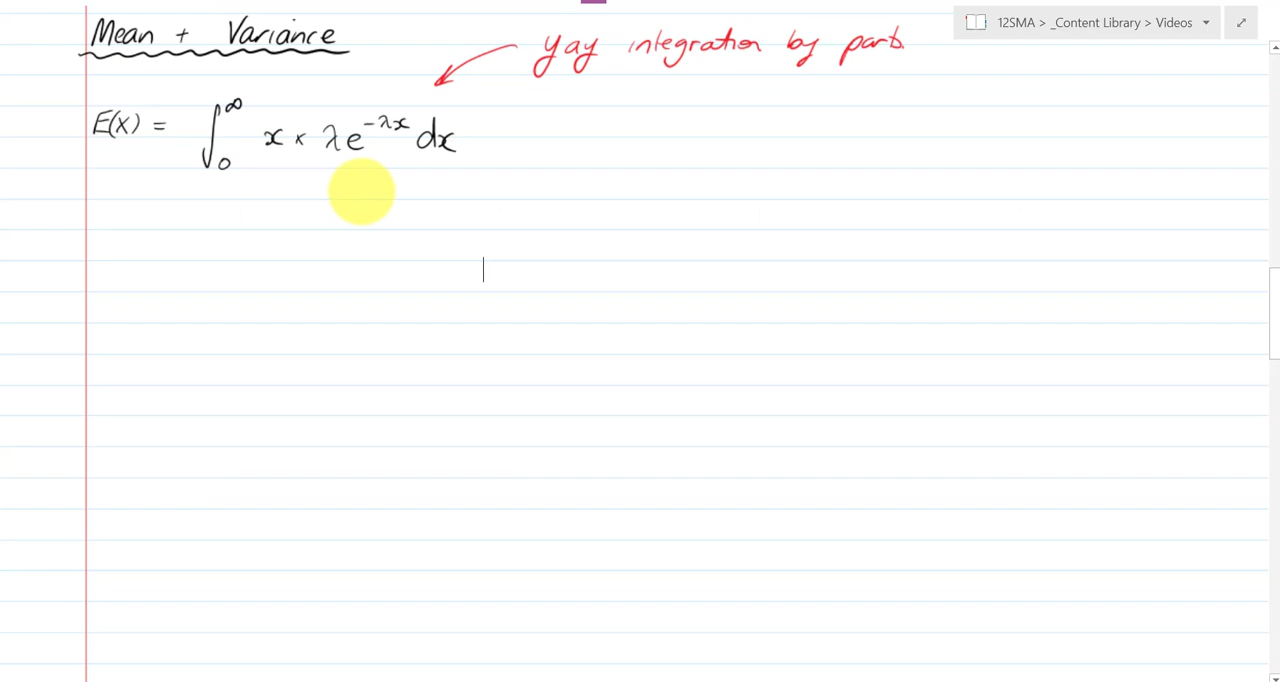 12SMA > _Content Library > Videos
Mean + Variance
yay integration by parts
E(X) = ∫₀^∞ x × λe^{-λx} dx